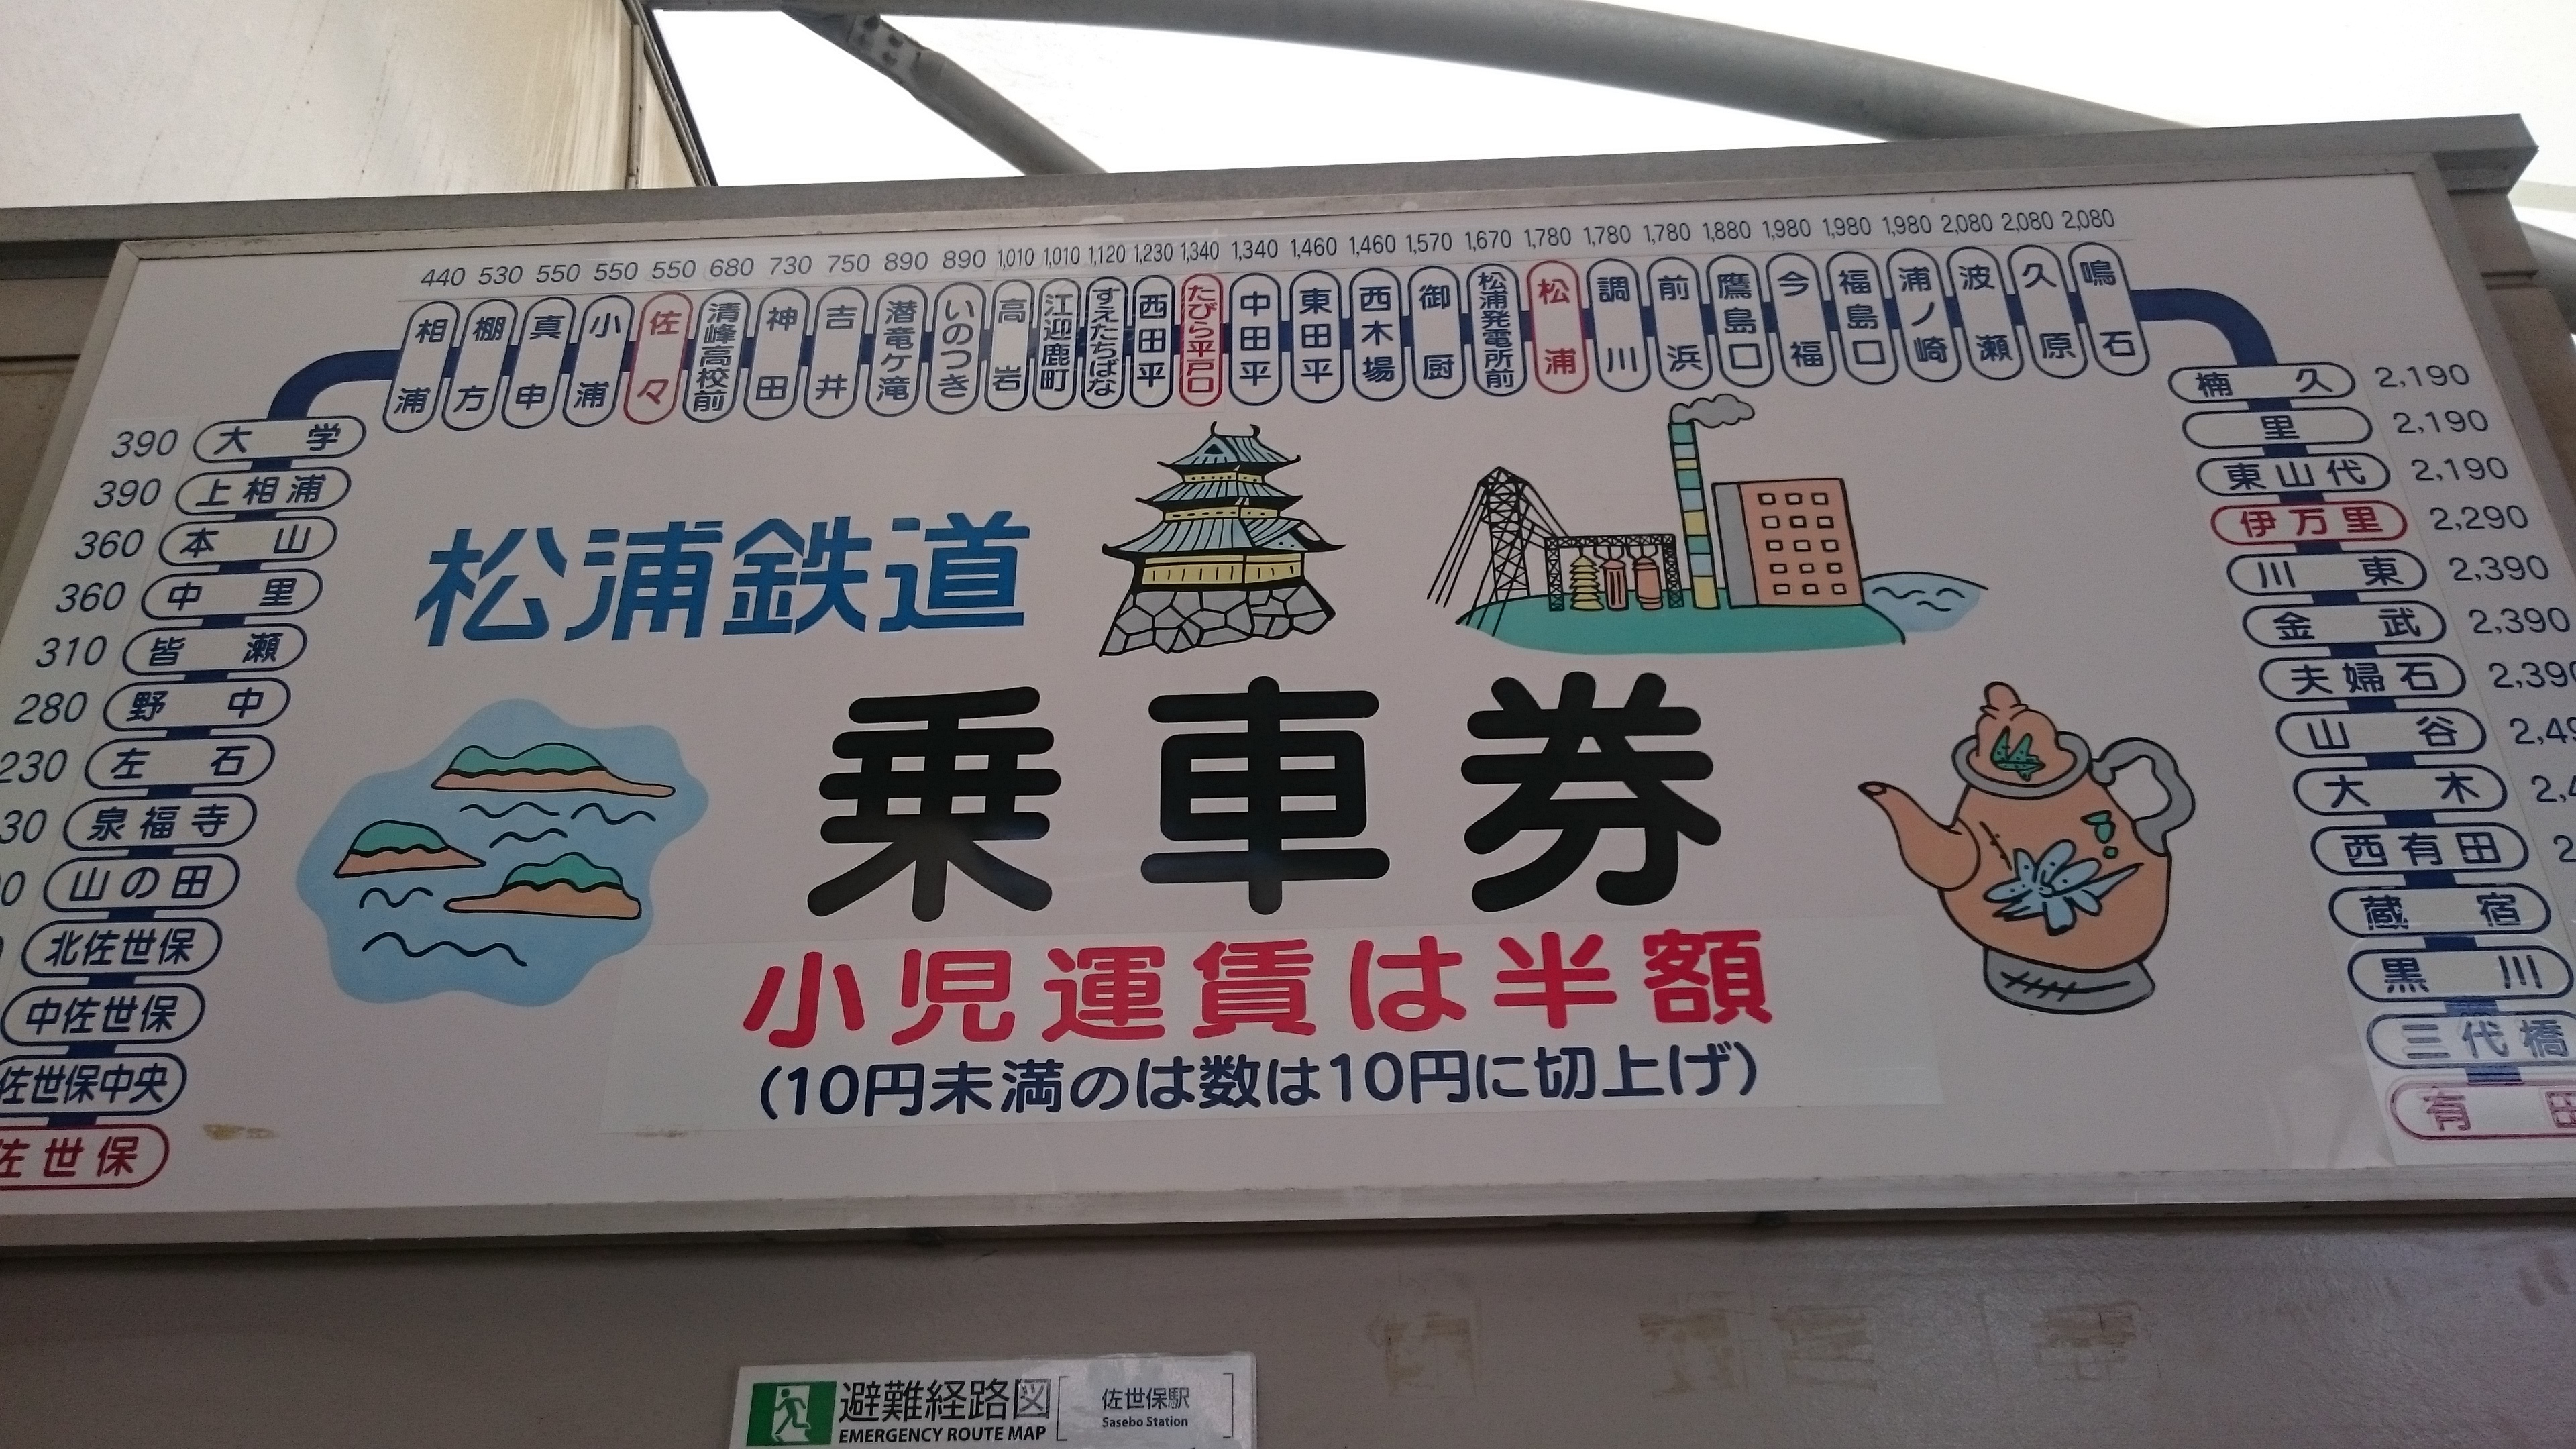 440 530 550 550 550 680 730 750 890 890 1,010 1,010 1,120 1,230 1,340 1,340 1,460 1,460 1,570 1,670 1,780 1,780 1,780 1,880 1,980 1,980 1,980 2,080 2,080 2,080
相浦 棚方 真申 小浦 佐々 清峰高校前 神田 吉井 潜竜ケ滝 いのつき 高岩 江迎鹿町 すえたちばな 西田平 たびら平戸口 中田平 東田平 西木場 御厨 松浦発電所前 松浦 調川 前浜 鷹島口 今福 福島口 浦ノ崎 波瀬 久原 鳴石
390 大学
390 上相浦
360 本山
360 中里
310 皆瀬
280 野中
230 左石
30 泉福寺
0 山の田
北佐世保
中佐世保
佐世保中央
佐世保
松浦鉄道
乗車券
小児運賃は半額
(10円未満のは数は10円に切上げ)
楠久 2,190
里 2,190
東山代 2,190
伊万里 2,290
川東 2,390
金武 2,390
夫婦石 2,390
山谷 2,49
大木 2,4
西有田 2
蔵宿
黒川
三代橋
有田
避難経路図
EMERGENCY ROUTE MAP
佐世保駅
Sasebo Station